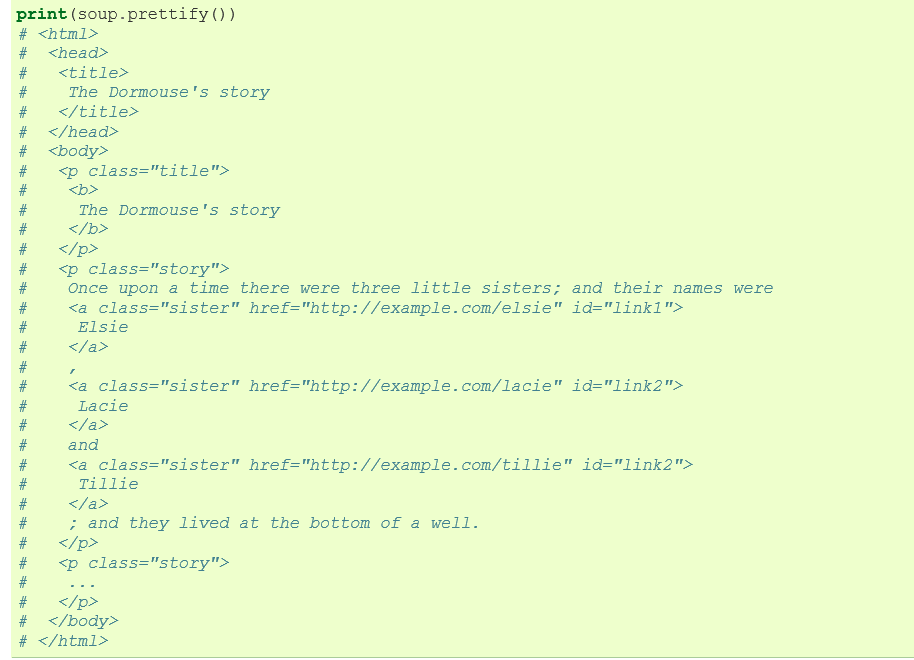 print(soup.prettify())
# <html>
#  <head>
#   <title>
#    The Dormouse's story
#   </title>
#  </head>
#  <body>
#   <p class="title">
#    <b>
#     The Dormouse's story
#    </b>
#   </p>
#   <p class="story">
#    Once upon a time there were three little sisters; and their names were
#    <a class="sister" href="http://example.com/elsie" id="link1">
#     Elsie
#    </a>
#    ,
#    <a class="sister" href="http://example.com/lacie" id="link2">
#     Lacie
#    </a>
#    and
#    <a class="sister" href="http://example.com/tillie" id="link2">
#     Tillie
#    </a>
#    ; and they lived at the bottom of a well.
#   </p>
#   <p class="story">
#    ...
#   </p>
#  </body>
# </html>